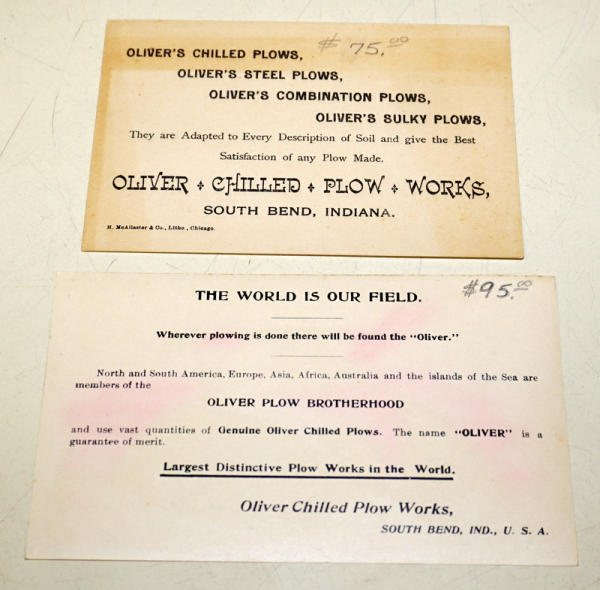 $75.00
OLIVER'S CHILLED PLOWS,
OLIVER'S STEEL PLOWS,
OLIVER'S COMBINATION PLOWS,
OLIVER'S SULKY PLOWS,
They are Adapted to Every Description of Soil and give the Best
Satisfaction of any Plow Made.
OLIVER CHILLED PLOW WORKS,
SOUTH BEND, INDIANA.
H. McAllaster & Co., Litho., Chicago.
$95.00
THE WORLD IS OUR FIELD.
Wherever plowing is done there will be found the "Oliver."
North and South America, Europe, Asia, Africa, Australia and the islands of the Sea are
members of the
OLIVER PLOW BROTHERHOOD
and use vast quantities of Genuine Oliver Chilled Plows. The name "OLIVER" is a
guarantee of merit.
Largest Distinctive Plow Works in the World.
Oliver Chilled Plow Works,
SOUTH BEND, IND., U. S. A.